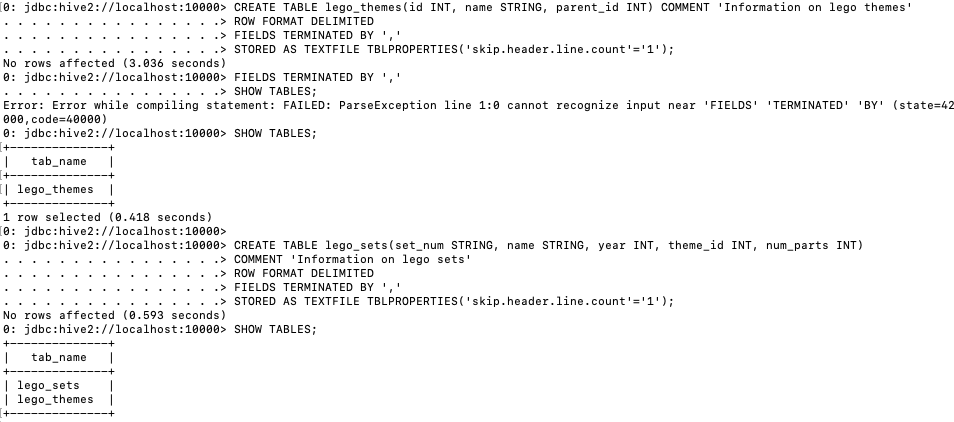 0: jdbc:hive2://localhost:10000> CREATE TABLE lego_themes(id INT, name STRING, parent_id INT) COMMENT 'Information on lego themes'
. . . . . . . . . . . . . . . .> ROW FORMAT DELIMITED
. . . . . . . . . . . . . . . .> FIELDS TERMINATED BY ','
. . . . . . . . . . . . . . . .> STORED AS TEXTFILE TBLPROPERTIES('skip.header.line.count'='1');
No rows affected (3.036 seconds)
0: jdbc:hive2://localhost:10000> FIELDS TERMINATED BY ','
. . . . . . . . . . . . . . . .> SHOW TABLES;
Error: Error while compiling statement: FAILED: ParseException line 1:0 cannot recognize input near 'FIELDS' 'TERMINATED' 'BY' (state=42
000,code=40000)
0: jdbc:hive2://localhost:10000> SHOW TABLES;
+--------------+
|   tab_name   |
+--------------+
| lego_themes  |
+--------------+
1 row selected (0.418 seconds)
0: jdbc:hive2://localhost:10000>
0: jdbc:hive2://localhost:10000> CREATE TABLE lego_sets(set_num STRING, name STRING, year INT, theme_id INT, num_parts INT)
. . . . . . . . . . . . . . . .> COMMENT 'Information on lego sets'
. . . . . . . . . . . . . . . .> ROW FORMAT DELIMITED
. . . . . . . . . . . . . . . .> FIELDS TERMINATED BY ','
. . . . . . . . . . . . . . . .> STORED AS TEXTFILE TBLPROPERTIES('skip.header.line.count'='1');
No rows affected (0.593 seconds)
0: jdbc:hive2://localhost:10000> SHOW TABLES;
+--------------+
|   tab_name   |
+--------------+
| lego_sets    |
| lego_themes  |
+--------------+